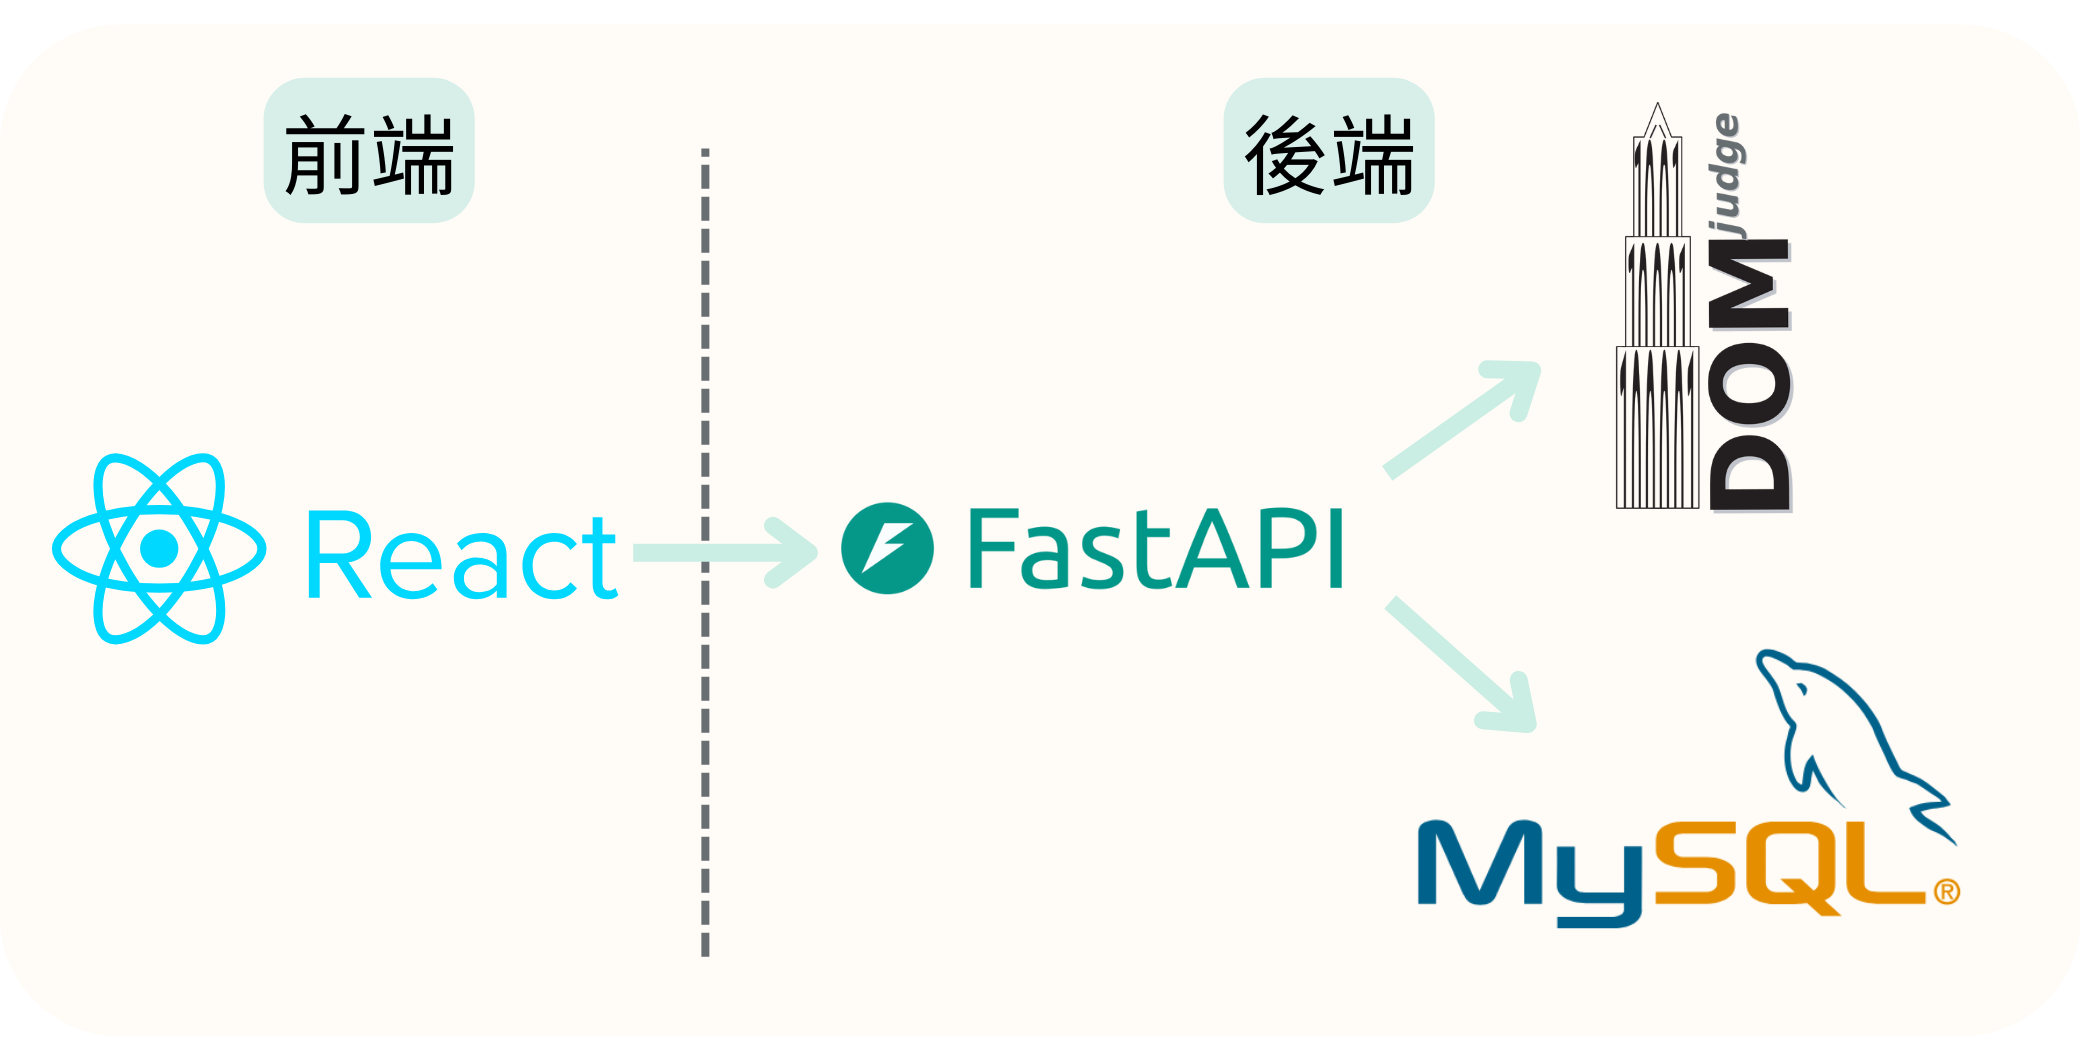 前端
後端
DOMjudge
React
FastAPI
MySQL®